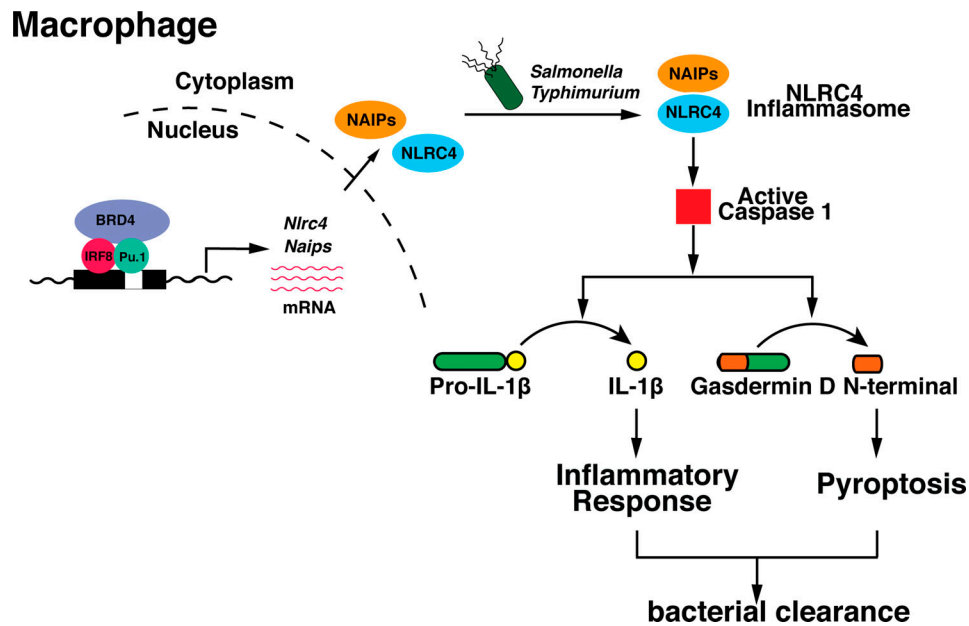 Macrophage
Cytoplasm
Nucleus
NAIPs
NLRC4
Salmonella
Typhimurium
NAIPs
NLRC4
NLRC4
Inflammasome
BRD4
IRF8
Pu.1
Nlrc4
Naips
mRNA
Active
Caspase 1
Pro-IL-1β
IL-1β
Gasdermin D N-terminal
Inflammatory
Response
Pyroptosis
bacterial clearance